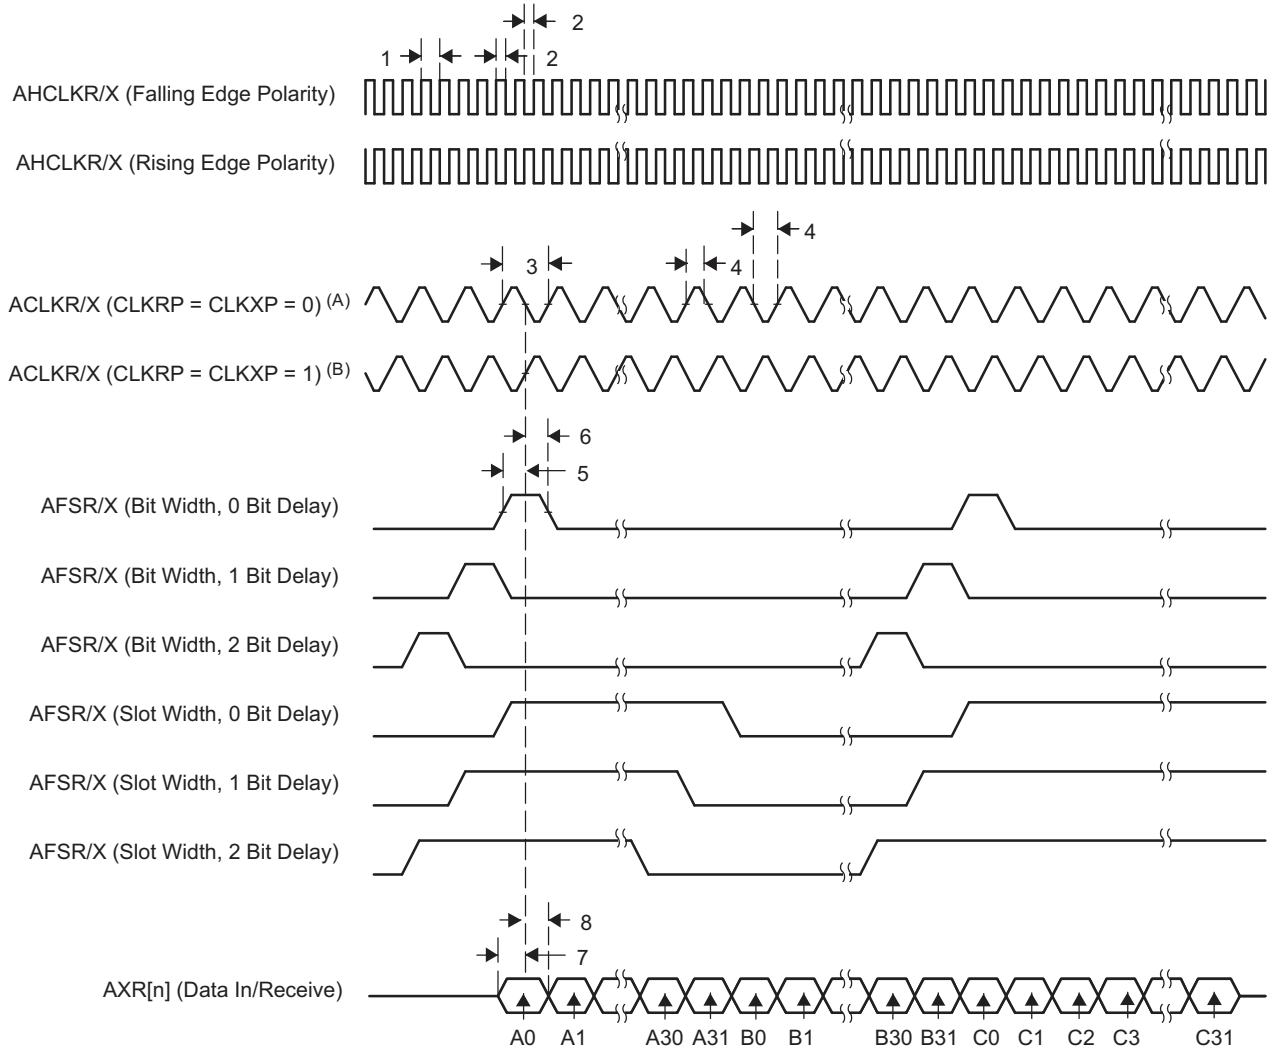 2
1
2
AHCLKR/X (Falling Edge Polarity)
AHCLKR/X (Rising Edge Polarity)
4
3
4
ACLKR/X (CLKRP = CLKXP = 0) (A)
ACLKR/X (CLKRP = CLKXP = 1) (B)
6
5
AFSR/X (Bit Width, 0 Bit Delay)
AFSR/X (Bit Width, 1 Bit Delay)
AFSR/X (Bit Width, 2 Bit Delay)
AFSR/X (Slot Width, 0 Bit Delay)
AFSR/X (Slot Width, 1 Bit Delay)
AFSR/X (Slot Width, 2 Bit Delay)
8
7
AXR[n] (Data In/Receive)
A0 A1 A30 A31 B0 B1 B30 B31 C0 C1 C2 C3 C31